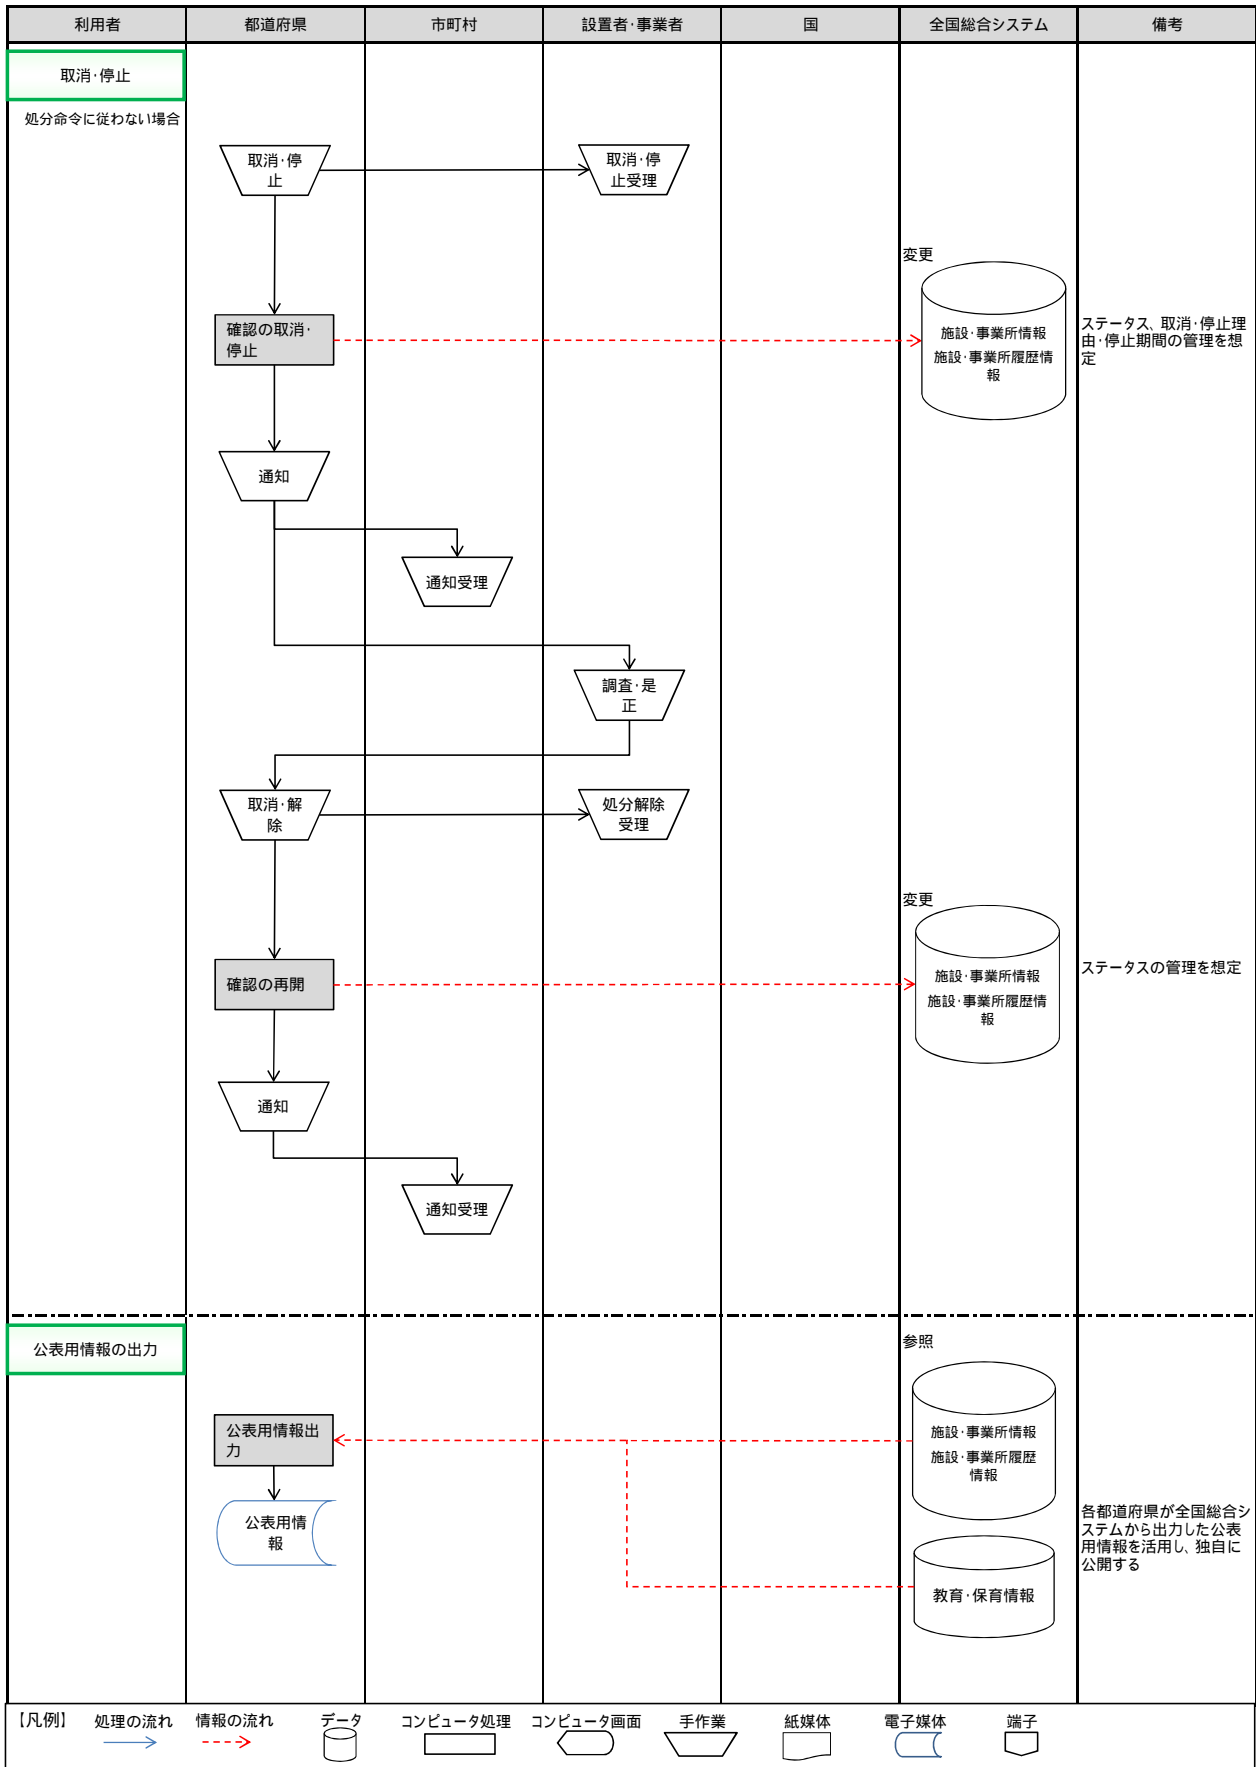 利用者
都道府県
市町村
設置者・事業者
国
全国総合システム
備考
取消・停止
処分命令に従わない場合
取消・停
止
取消・停
止受理
変更
確認の取消・
停止
施設・事業所情報
施設・事業所履歴情
報
ステータス、取消・停止理
由・停止期間の管理を想
定
通知
通知受理
調査・是
正
取消・解
除
処分解除
受理
変更
確認の再開
施設・事業所情報
施設・事業所履歴情
報
ステータスの管理を想定
通知
通知受理
公表用情報の出力
参照
公表用情報出
力
施設・事業所情報
施設・事業所履歴
情報
公表用情
報
教育・保育情報
各都道府県が全国総合シ
ステムから出力した公表
用情報を活用し、独自に
公開する
【凡例】
処理の流れ
情報の流れ
データ
コンピュータ処理
コンピュータ画面
手作業
紙媒体
電子媒体
端子